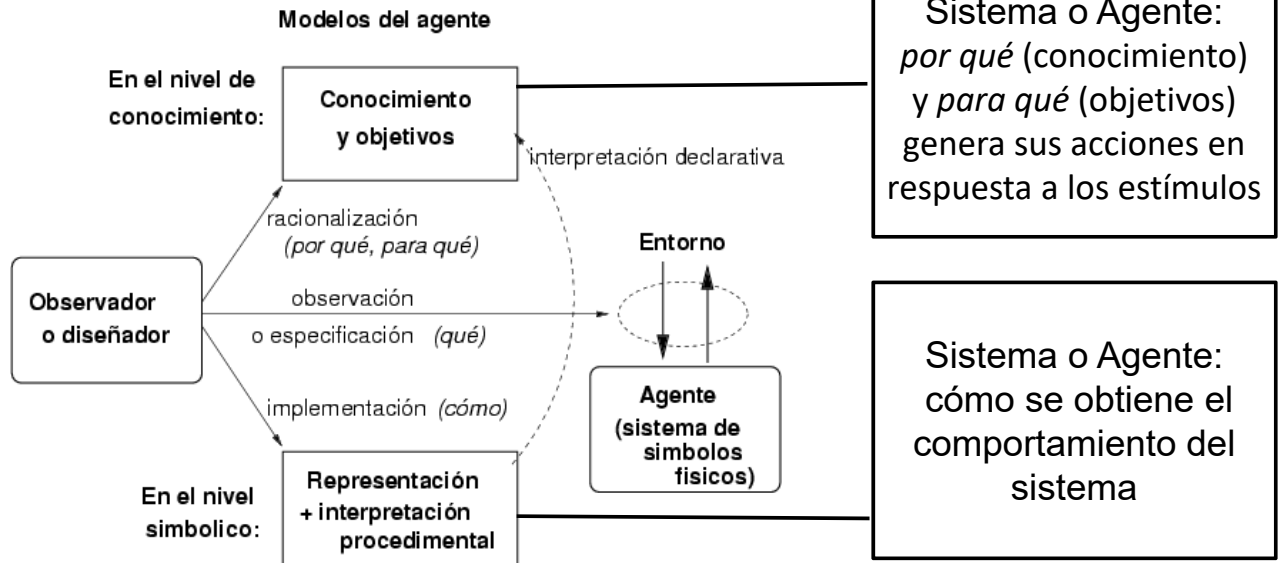 Modelos del agente
En el nivel de
conocimiento:
Conocimiento
y objetivos
interpretación declarativa
racionalización
(por qué, para qué)
Observador
o diseñador
observación
o especificación (qué)
implementación (cómo)
Entorno
Agente
(sistema de
simbolos
fisicos)
En el nivel
simbolico:
Representación
+ interpretación
procedimental
Sistema o Agente:
por qué (conocimiento)
y para qué (objetivos)
genera sus acciones en
respuesta a los estímulos
Sistema o Agente:
cómo se obtiene el
comportamiento del
sistema